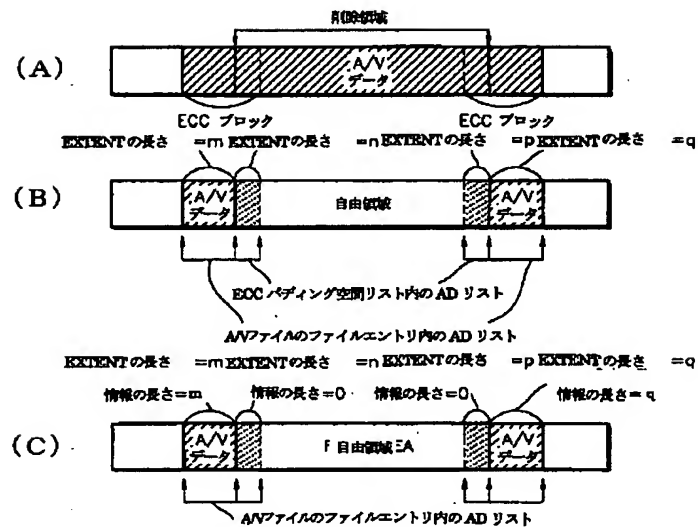 削除領域
(A)
A/V
データ
ECC ブロック ECC ブロック
EXTENTの長さ =m EXTENTの長さ =n EXTENTの長さ =p EXTENTの長さ =q
(B)
A/V
データ
自由領域
A/V
データ
ECC パディング空間リスト内の AD リスト
A/Vファイルのファイルエントリ内の AD リスト
EXTENTの長さ =m EXTENTの長さ =n EXTENTの長さ =p EXTENTの長さ =q
情報の長さ=m 情報の長さ=0 情報の長さ=0 情報の長さ=q
(C)
A/V
データ
F 自由領域 EA
A/V
データ
A/Vファイルのファイルエントリ内の AD リスト